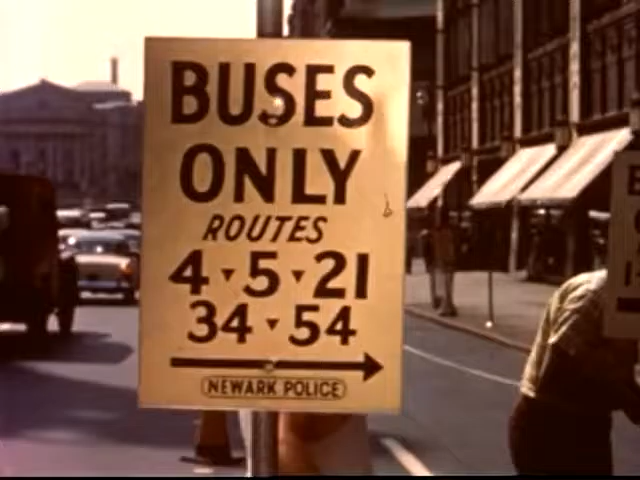 BUSES
ONLY
ROUTES
4 ▾ 5 ▾ 21
34 ▾ 54
NEWARK POLICE